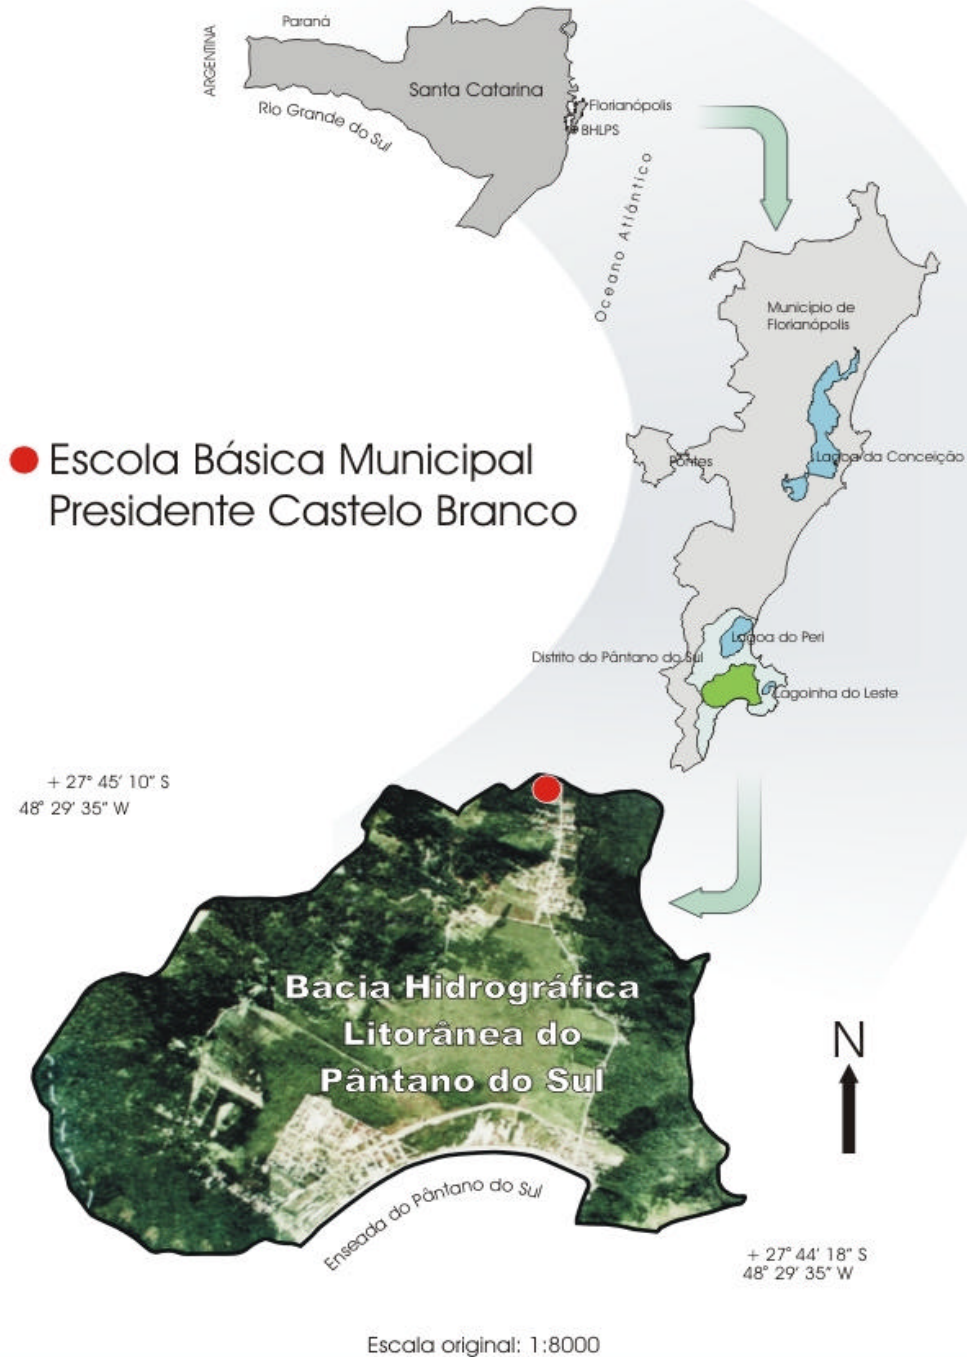 Paraná
ARGENTINA
Santa Catarina
Rio Grande do Sul
Florianópolis
BHLPS
Oceano Atlântico
Município de
Florianópolis
Lagoa da Conceição
Pontes
Escola Básica Municipal
Presidente Castelo Branco
Lagoa do Peri
Distrito do Pântano do Sul
Lagoinha do Leste
+ 27° 45' 10" S
48° 29' 35" W
Bacia Hidrográfica
Litorânea do
Pântano do Sul
N
Enseada do Pântano do Sul
+ 27° 44' 18" S
48° 29' 35" W
Escala original: 1:8000